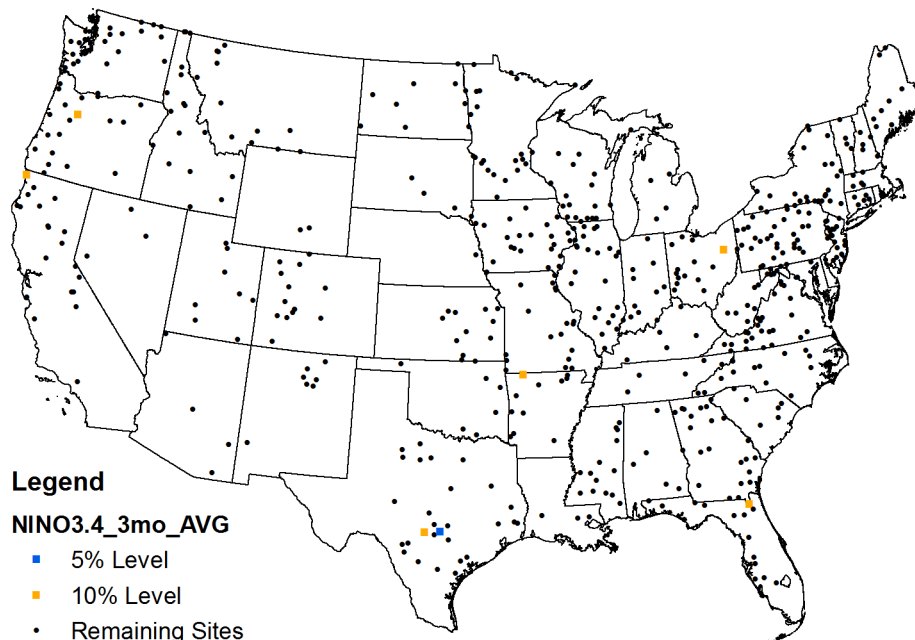 Legend
NINO3.4_3mo_AVG
5% Level
10% Level
Remaining Sites